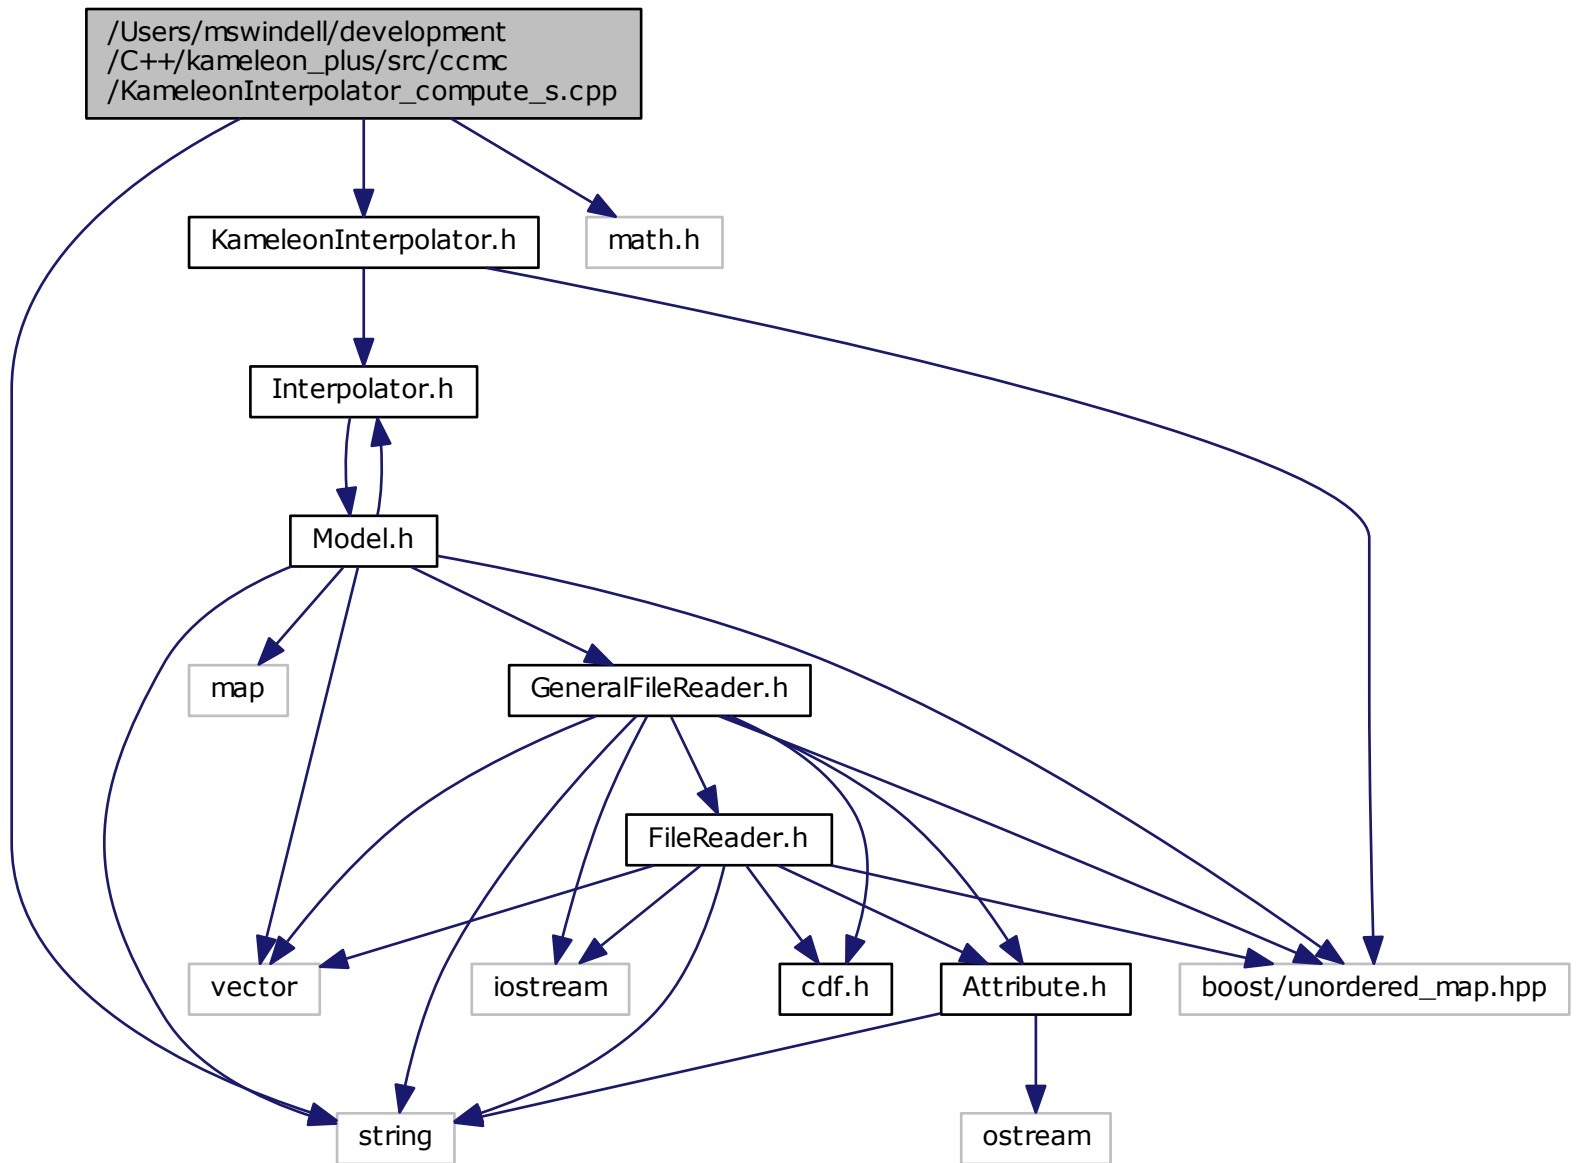 /Users/mswindell/development
/C++/kameleon_plus/src/ccmc
/KameleonInterpolator_compute_s.cpp
KameleonInterpolator.h
math.h
Interpolator.h
Model.h
map
GeneralFileReader.h
FileReader.h
vector
iostream
cdf.h
Attribute.h
boost/unordered_map.hpp
string
ostream